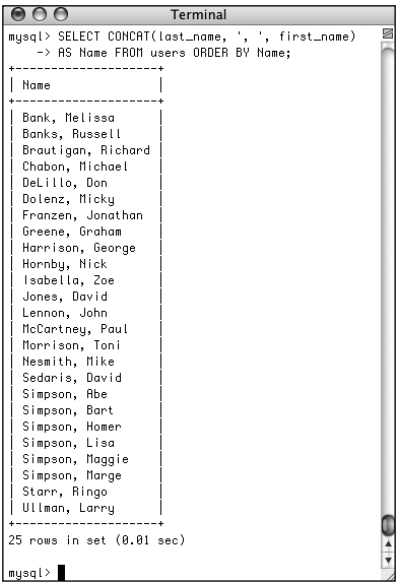 Terminal
mysql> SELECT CONCAT(last_name, ', ', first_name)
    -> AS Name FROM users ORDER BY Name;
+--------------------+
| Name               |
+--------------------+
| Bank, Melissa      |
| Banks, Russell     |
| Brautigan, Richard |
| Chabon, Michael    |
| DeLillo, Don       |
| Dolenz, Micky      |
| Franzen, Jonathan  |
| Greene, Graham     |
| Harrison, George   |
| Hornby, Nick       |
| Isabella, Zoe      |
| Jones, David       |
| Lennon, John       |
| McCartney, Paul    |
| Morrison, Toni     |
| Nesmith, Mike      |
| Sedaris, David     |
| Simpson, Abe       |
| Simpson, Bart      |
| Simpson, Homer     |
| Simpson, Lisa      |
| Simpson, Maggie    |
| Simpson, Marge     |
| Starr, Ringo       |
| Ullman, Larry      |
+--------------------+
25 rows in set (0.01 sec)
mysql>